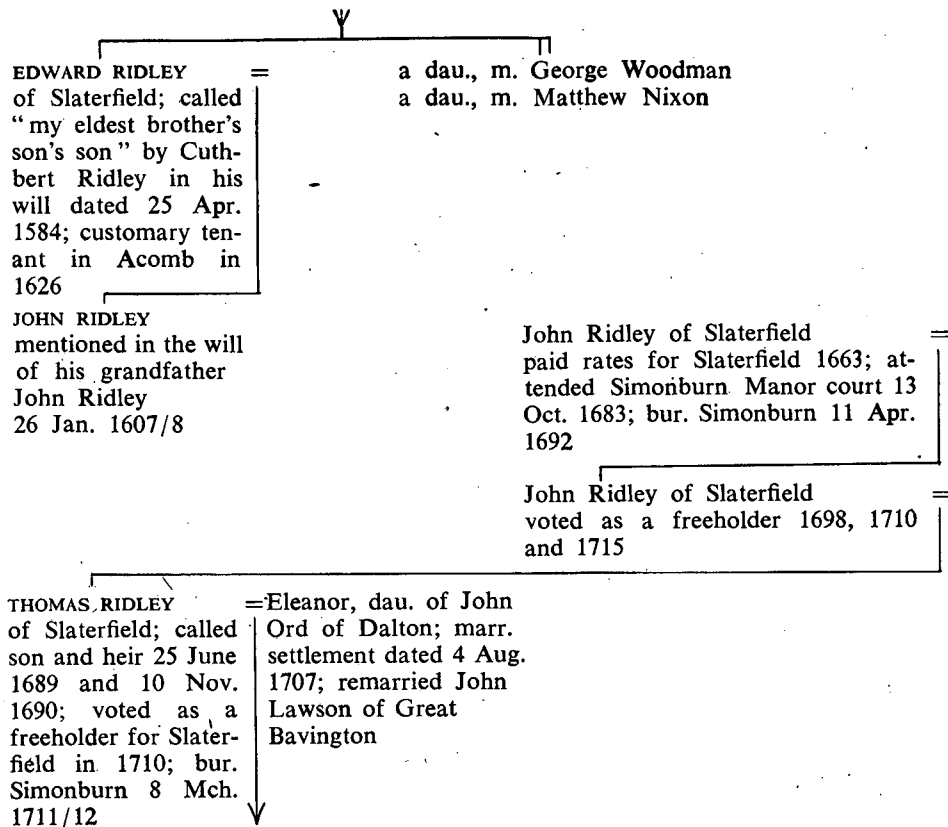 EDWARD RIDLEY =
of Slaterfield; called
“my eldest brother's
son's son” by Cuth-
bert Ridley in his
will dated 25 Apr.
1584; customary ten-
ant in Acomb in
1626
a dau., m. George Woodman
a dau., m. Matthew Nixon
JOHN RIDLEY
mentioned in the will
of his grandfather
John Ridley
26 Jan. 1607/8
John Ridley of Slaterfield =
paid rates for Slaterfield 1663; at-
tended Simonburn Manor court 13
Oct. 1683; bur. Simonburn 11 Apr.
1692
John Ridley of Slaterfield =
voted as a freeholder 1698, 1710
and 1715
THOMAS RIDLEY =
of Slaterfield; called
son and heir 25 June
1689 and 10 Nov.
1690; voted as a
freeholder for Slater-
field in 1710; bur.
Simonburn 8 Mch.
1711/12
Eleanor, dau. of John
Ord of Dalton; marr.
settlement dated 4 Aug.
1707; remarried John
Lawson of Great
Bavington